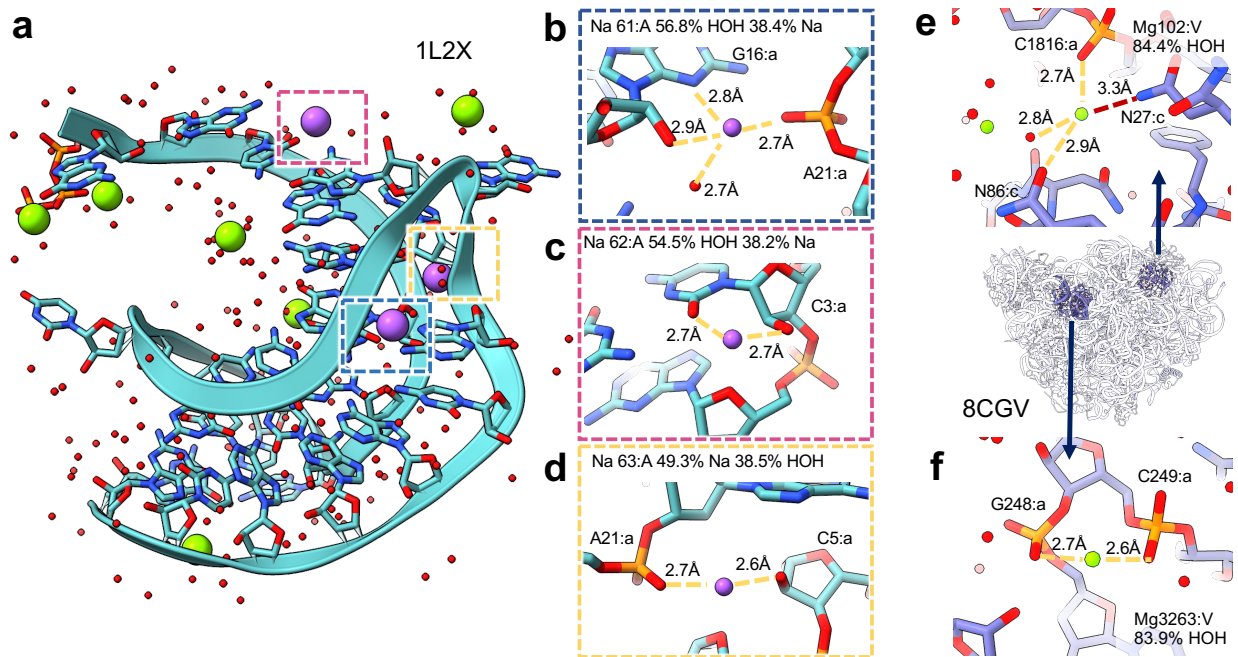 a
1L2X
b
Na 61:A 56.8% HOH 38.4% Na
G16:a
2.8Å
2.9Å
2.7Å
2.7Å
A21:a
c
Na 62:A 54.5% HOH 38.2% Na
C3:a
2.7Å
2.7Å
d
Na 63:A 49.3% Na 38.5% HOH
A21:a
C5:a
2.7Å
2.6Å
e
C1816:a
Mg102:V
84.4% HOH
2.7Å
3.3Å
2.8Å
N27:c
2.9Å
N86:c
8CGV
f
C249:a
G248:a
2.7Å
2.6Å
Mg3263:V
83.9% HOH